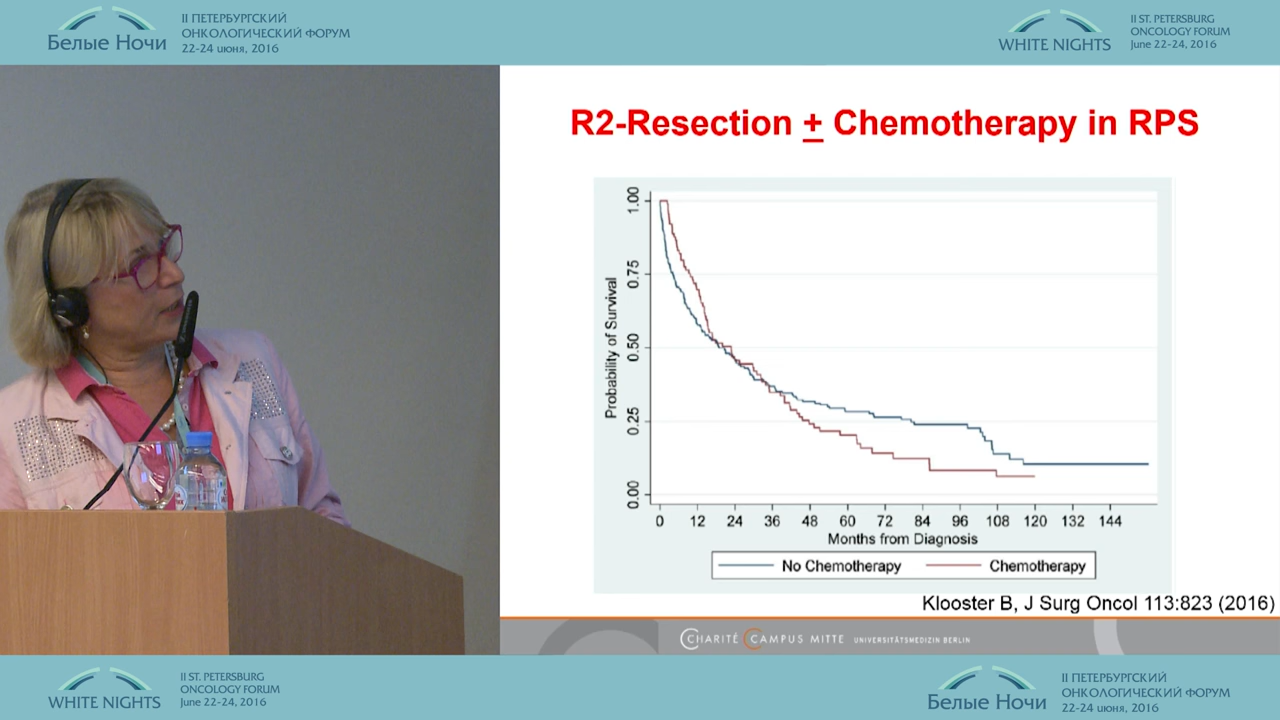 Белые Ночи
II ПЕТЕРБУРГСКИЙ
ОНКОЛОГИЧЕСКИЙ ФОРУМ
22-24 июня, 2016
WHITE NIGHTS
II ST. PETERSBURG
ONCOLOGY FORUM
June 22-24, 2016
R2-Resection + Chemotherapy in RPS
Probability of Survival
1.00
0.75
0.50
0.25
0.00
0 12 24 36 48 60 72 84 96 108 120 132 144
Months from Diagnosis
No Chemotherapy Chemotherapy
Klooster B, J Surg Oncol 113:823 (2016)
CHARITÉ CAMPUS MITTE UNIVERSITÄTSMEDIZIN BERLIN
WHITE NIGHTS
II ST. PETERSBURG
ONCOLOGY FORUM
June 22-24, 2016
Белые Ночи
II ПЕТЕРБУРГСКИЙ
ОНКОЛОГИЧЕСКИЙ ФОРУМ
22-24 июня, 2016